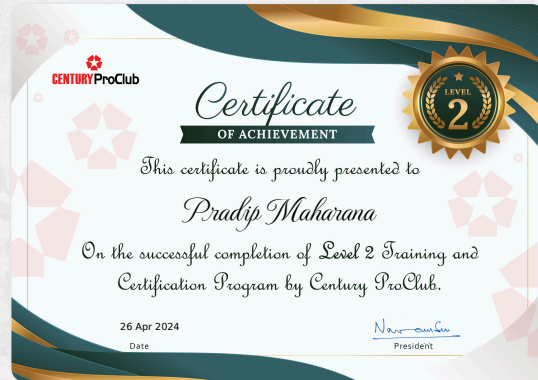 CENTURY ProClub
Certificate
OF ACHIEVEMENT
LEVEL
2
This certificate is proudly presented to
Pradip Maharana
On the successful completion of Level 2 Training and
Certification Program by Century ProClub.
26 Apr 2024
Date
President